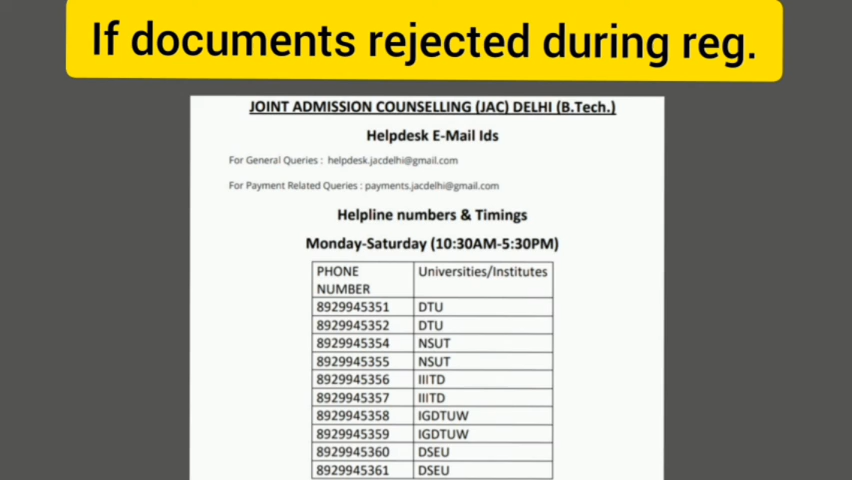 If documents rejected during reg.
JOINT ADMISSION COUNSELLING (JAC) DELHI (B.Tech.)
Helpdesk E-Mail Ids
For General Queries : helpdesk.jacdelhi@gmail.com
For Payment Related Queries : payments.jacdelhi@gmail.com
Helpline numbers & Timings
Monday-Saturday (10:30AM-5:30PM)
PHONE NUMBER Universities/Institutes
8929945351 DTU
8929945352 DTU
8929945354 NSUT
8929945355 NSUT
8929945356 IIITD
8929945357 IIITD
8929945358 IGDTUW
8929945359 IGDTUW
8929945360 DSEU
8929945361 DSEU